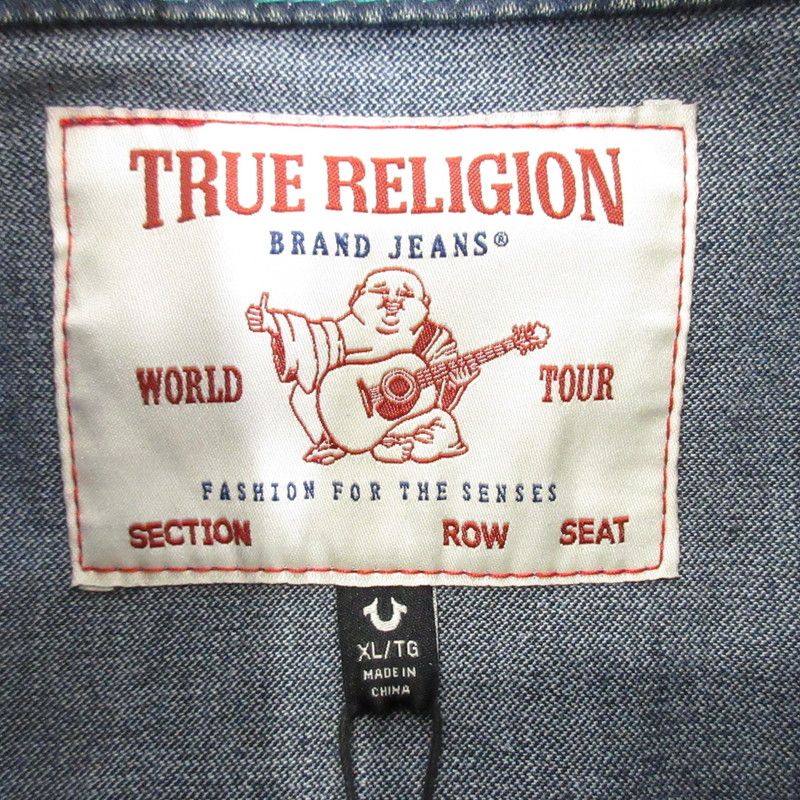 TRUE RELIGION
BRAND JEANS®
WORLD TOUR
FASHION FOR THE SENSES
SECTION ROW SEAT
XL/TG
MADE IN
CHINA